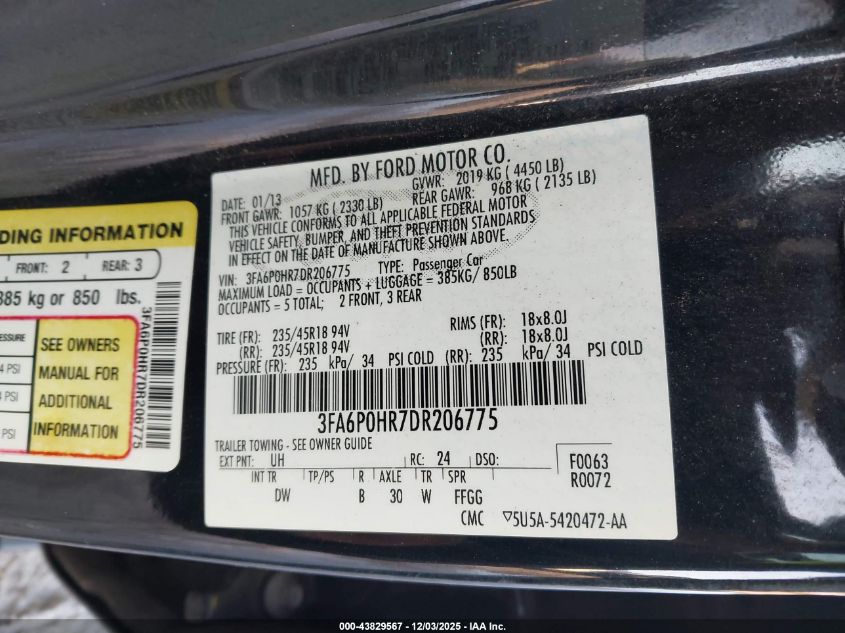 DING INFORMATION
FRONT: 2 REAR: 3
385 kg or 850 lbs.
ESSURE
4 PSI
4 PSI
PSI
SEE OWNERS
MANUAL FOR
ADDITIONAL
INFORMATION
3FA6P0HR7DR206775
MFD. BY FORD MOTOR CO.
DATE: 01/13 GVWR: 2019 KG ( 4450 LB)
FRONT GAWR: 1057 KG ( 2330 LB) REAR GAWR: 968 KG ( 2135 LB)
THIS VEHICLE CONFORMS TO ALL APPLICABLE FEDERAL MOTOR
VEHICLE SAFETY, BUMPER, AND THEFT PREVENTION STANDARDS
IN EFFECT ON THE DATE OF MANUFACTURE SHOWN ABOVE.
VIN: 3FA6P0HR7DR206775 TYPE: Passenger Car
MAXIMUM LOAD = OCCUPANTS + LUGGAGE = 385KG/ 850LB
OCCUPANTS = 5 TOTAL; 2 FRONT, 3 REAR
TIRE (FR): 235/45R18 94V RIMS (FR): 18x8.0J
(RR): 235/45R18 94V (RR): 18x8.0J
PRESSURE (FR): 235 kPa/ 34 PSI COLD (RR): 235 kPa/ 34 PSI COLD
3FA6P0HR7DR206775
TRAILER TOWING - SEE OWNER GUIDE
EXT PNT: UH RC: 24 DSO: F0063
INT TR TP/PS R AXLE TR SPR R0072
DW B 30 W FFGG
CMC ▽5U5A-5420472-AA
000-43829567 - 12/03/2025 - IAA Inc.